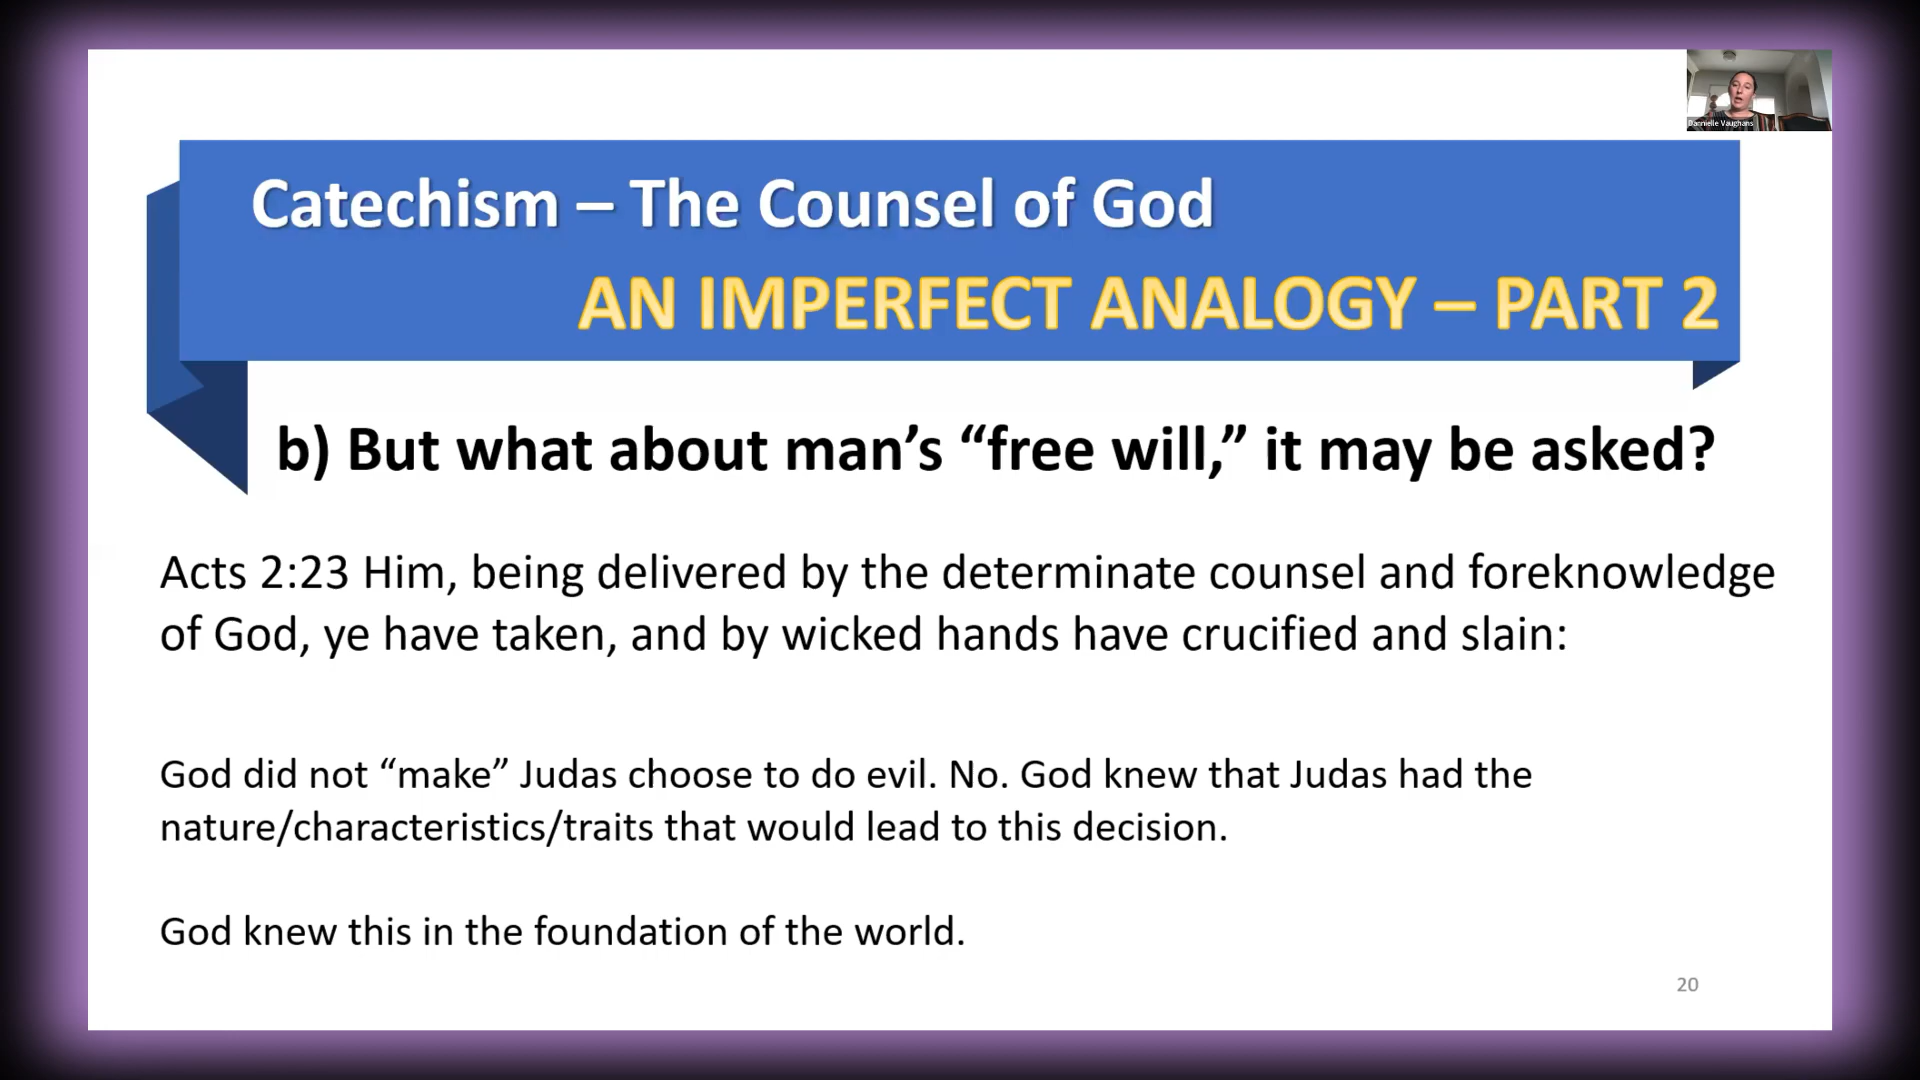 Dannielle Vaughans
Catechism – The Counsel of God
AN IMPERFECT ANALOGY – PART 2
b) But what about man’s “free will,” it may be asked?
Acts 2:23 Him, being delivered by the determinate counsel and foreknowledge
of God, ye have taken, and by wicked hands have crucified and slain:
God did not “make” Judas choose to do evil. No. God knew that Judas had the
nature/characteristics/traits that would lead to this decision.
God knew this in the foundation of the world.
20